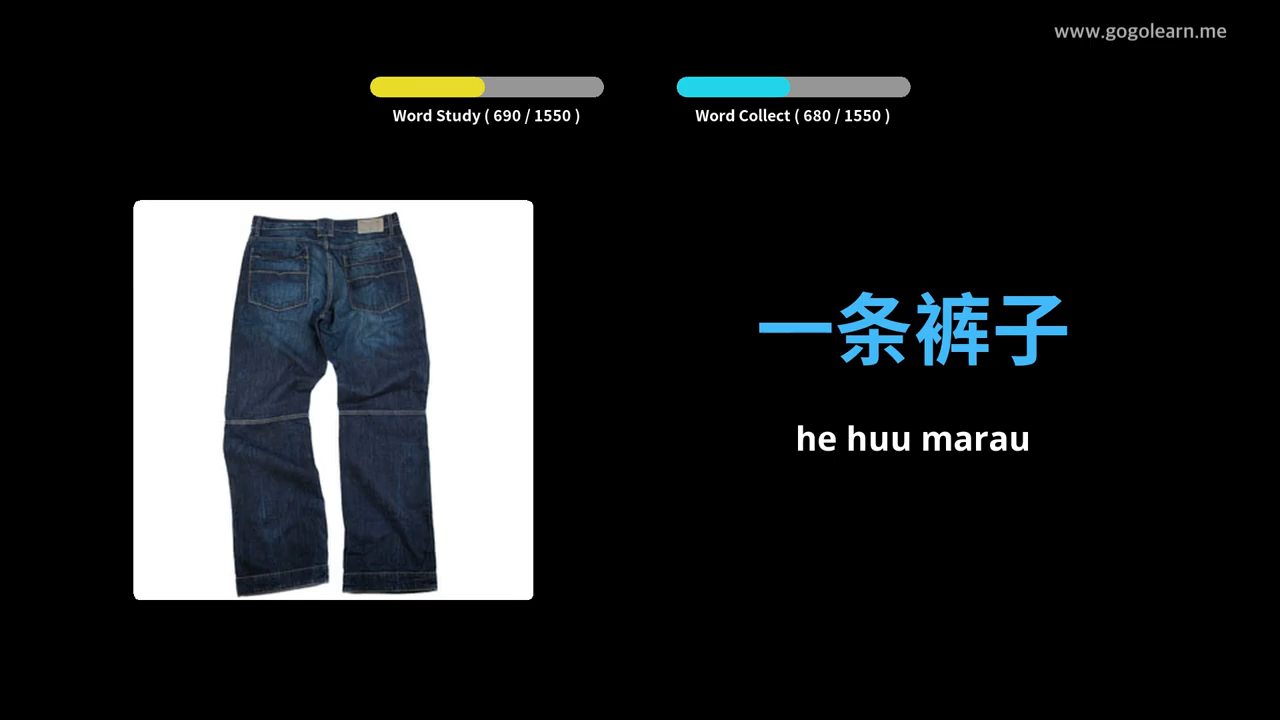 www.gogolearn.me
Word Study ( 690 / 1550 )
Word Collect ( 680 / 1550 )
一条裤子
he huu marau